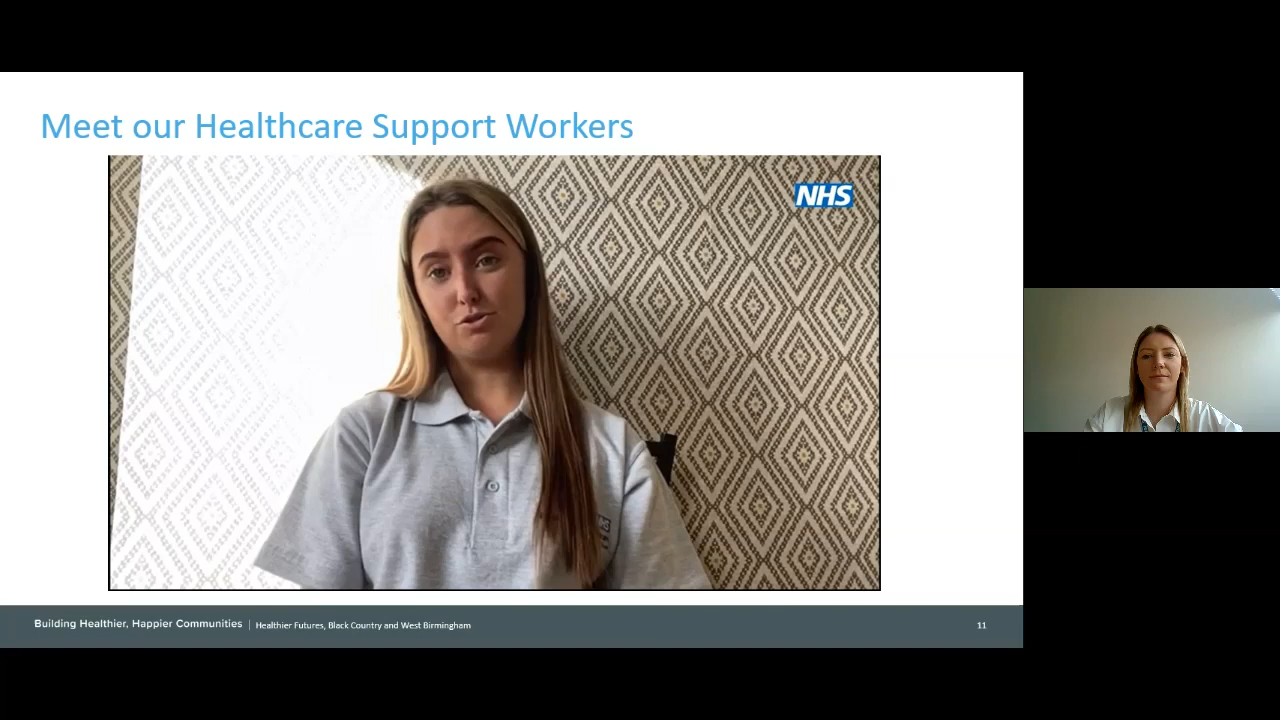 Meet our Healthcare Support Workers
NHS
Building Healthier, Happier Communities | Healthier Futures, Black Country and West Birmingham
11